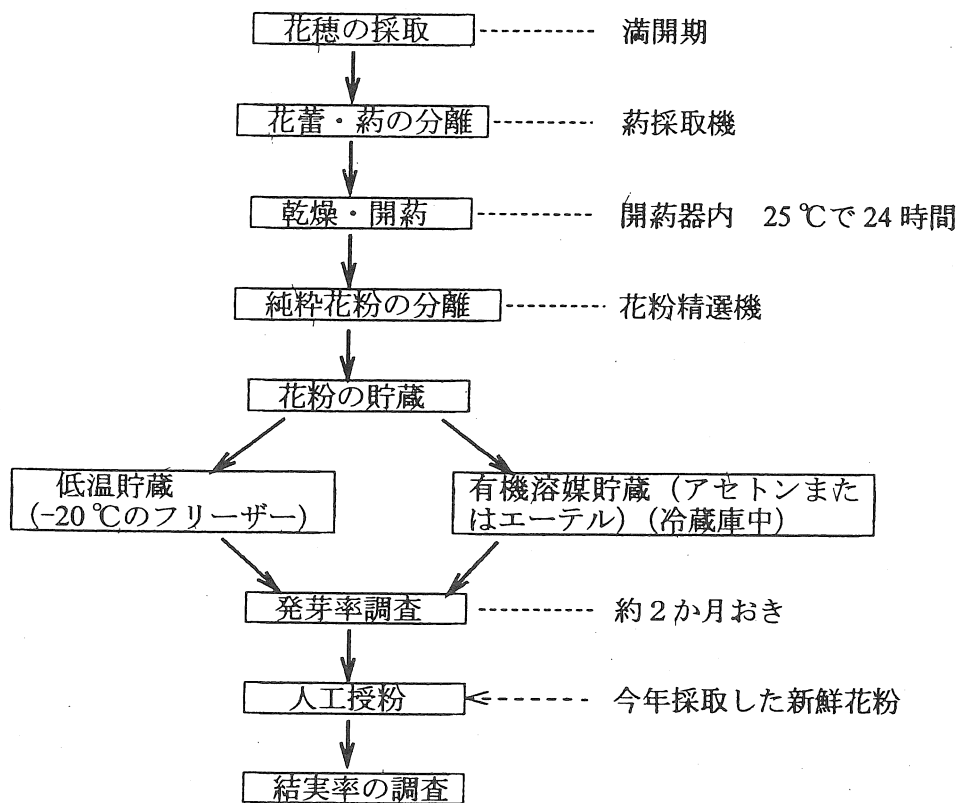 花穂の採取 満開期
花蕾・葯の分離 葯採取機
乾燥・開葯 開葯器内 25℃で24時間
純粋花粉の分離 花粉精選機
花粉の貯蔵
低温貯蔵
(-20℃のフリーザー)
有機溶媒貯蔵(アセトンまた
はエーテル)(冷蔵庫中)
発芽率調査 約2か月おき
人工授粉 今年採取した新鮮花粉
結実率の調査